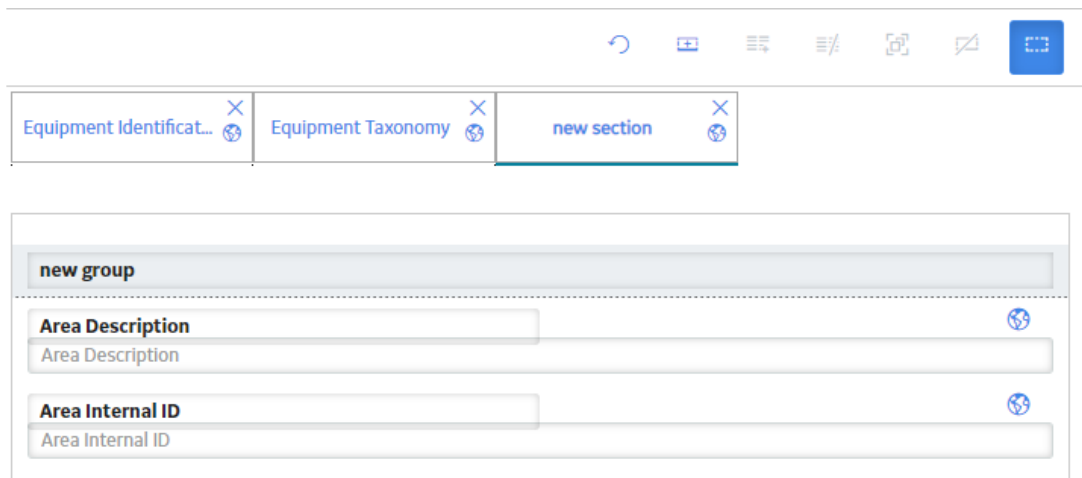 Equipment Identificat...
Equipment Taxonomy
new section
new group
Area Description
Area Description
Area Internal ID
Area Internal ID